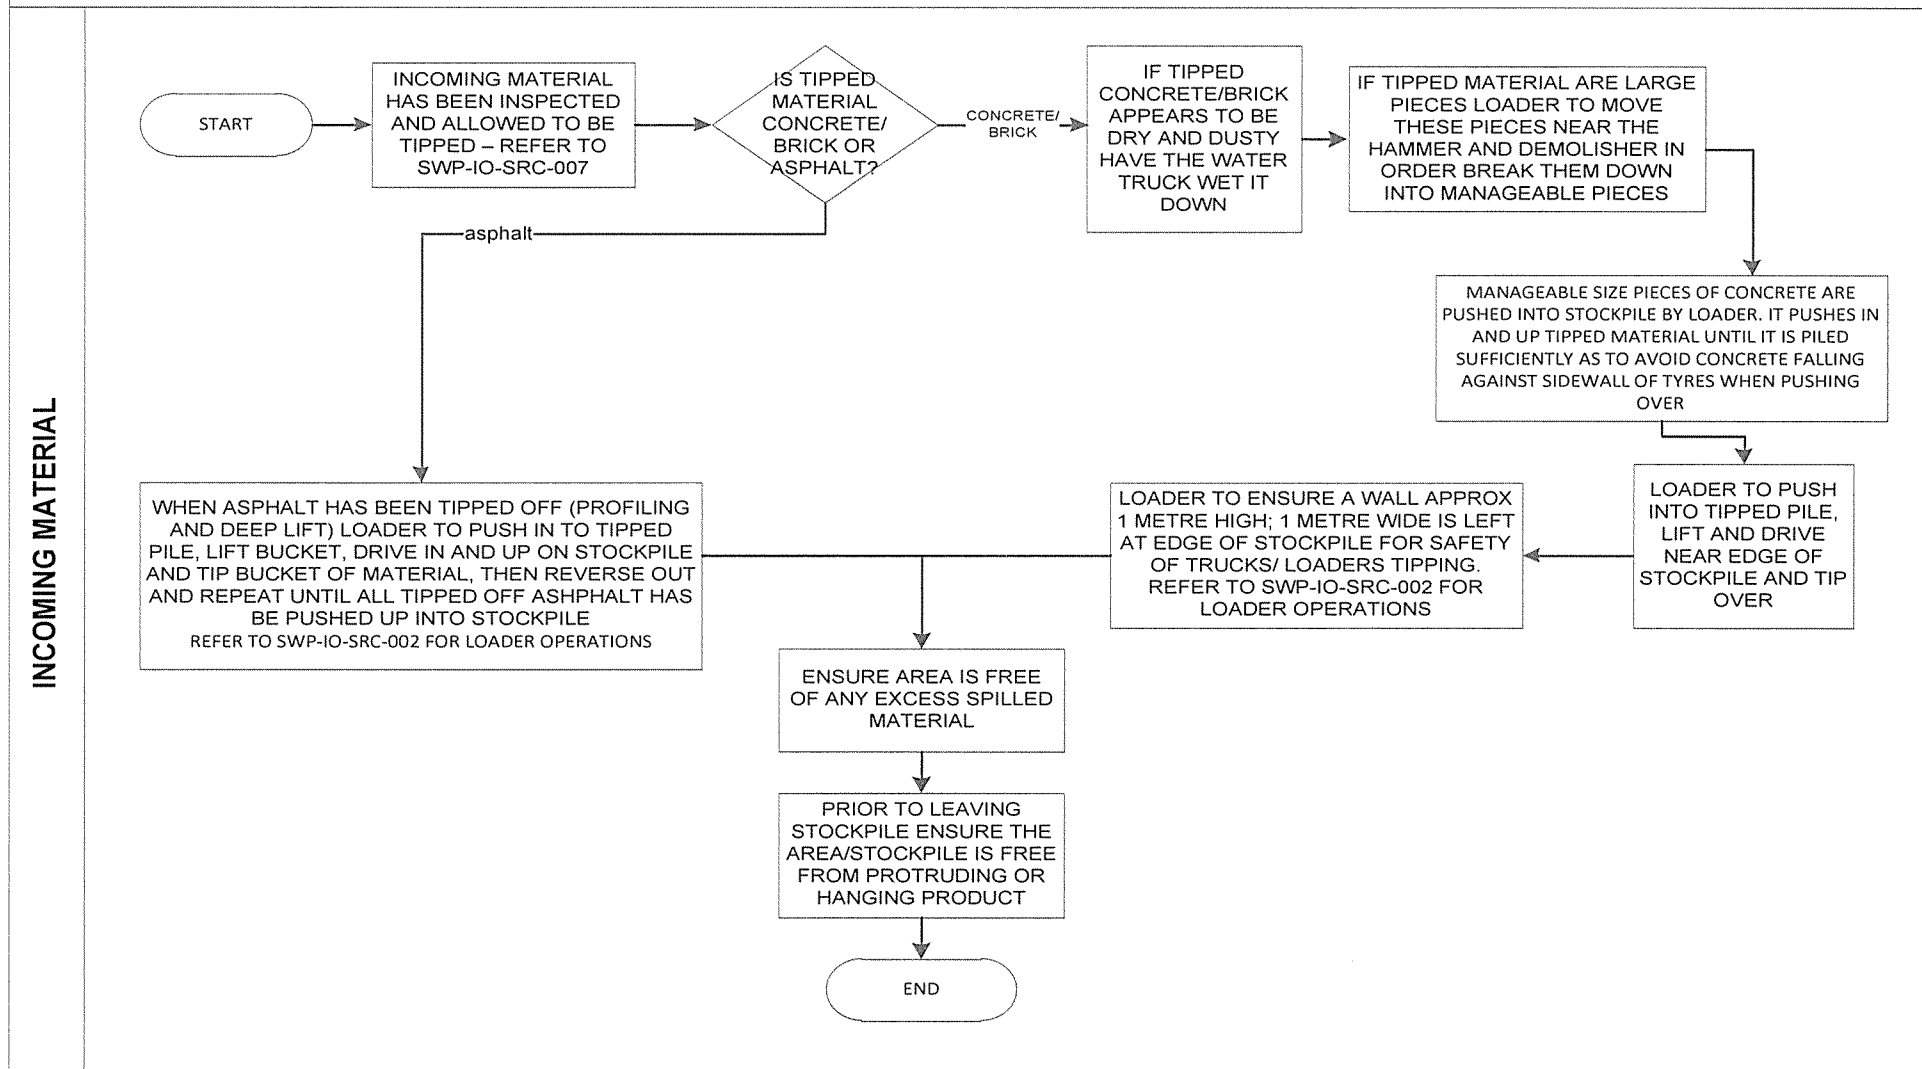 INCOMING MATERIAL
START
INCOMING MATERIAL
HAS BEEN INSPECTED
AND ALLOWED TO BE
TIPPED – REFER TO
SWP-IO-SRC-007
IS TIPPED
MATERIAL
CONCRETE/
BRICK OR
ASPHALT?
CONCRETE/
BRICK
IF TIPPED
CONCRETE/BRICK
APPEARS TO BE
DRY AND DUSTY
HAVE THE WATER
TRUCK WET IT
DOWN
IF TIPPED MATERIAL ARE LARGE
PIECES LOADER TO MOVE
THESE PIECES NEAR THE
HAMMER AND DEMOLISHER IN
ORDER BREAK THEM DOWN
INTO MANAGEABLE PIECES
asphalt
MANAGEABLE SIZE PIECES OF CONCRETE ARE
PUSHED INTO STOCKPILE BY LOADER. IT PUSHES IN
AND UP TIPPED MATERIAL UNTIL IT IS PILED
SUFFICIENTLY AS TO AVOID CONCRETE FALLING
AGAINST SIDEWALL OF TYRES WHEN PUSHING
OVER
LOADER TO PUSH
INTO TIPPED PILE,
LIFT AND DRIVE
NEAR EDGE OF
STOCKPILE AND TIP
OVER
LOADER TO ENSURE A WALL APPROX
1 METRE HIGH; 1 METRE WIDE IS LEFT
AT EDGE OF STOCKPILE FOR SAFETY
OF TRUCKS/ LOADERS TIPPING.
REFER TO SWP-IO-SRC-002 FOR
LOADER OPERATIONS
WHEN ASPHALT HAS BEEN TIPPED OFF (PROFILING
AND DEEP LIFT) LOADER TO PUSH IN TO TIPPED
PILE, LIFT BUCKET, DRIVE IN AND UP ON STOCKPILE
AND TIP BUCKET OF MATERIAL, THEN REVERSE OUT
AND REPEAT UNTIL ALL TIPPED OFF ASHPHALT HAS
BE PUSHED UP INTO STOCKPILE
REFER TO SWP-IO-SRC-002 FOR LOADER OPERATIONS
ENSURE AREA IS FREE
OF ANY EXCESS SPILLED
MATERIAL
PRIOR TO LEAVING
STOCKPILE ENSURE THE
AREA/STOCKPILE IS FREE
FROM PROTRUDING OR
HANGING PRODUCT
END